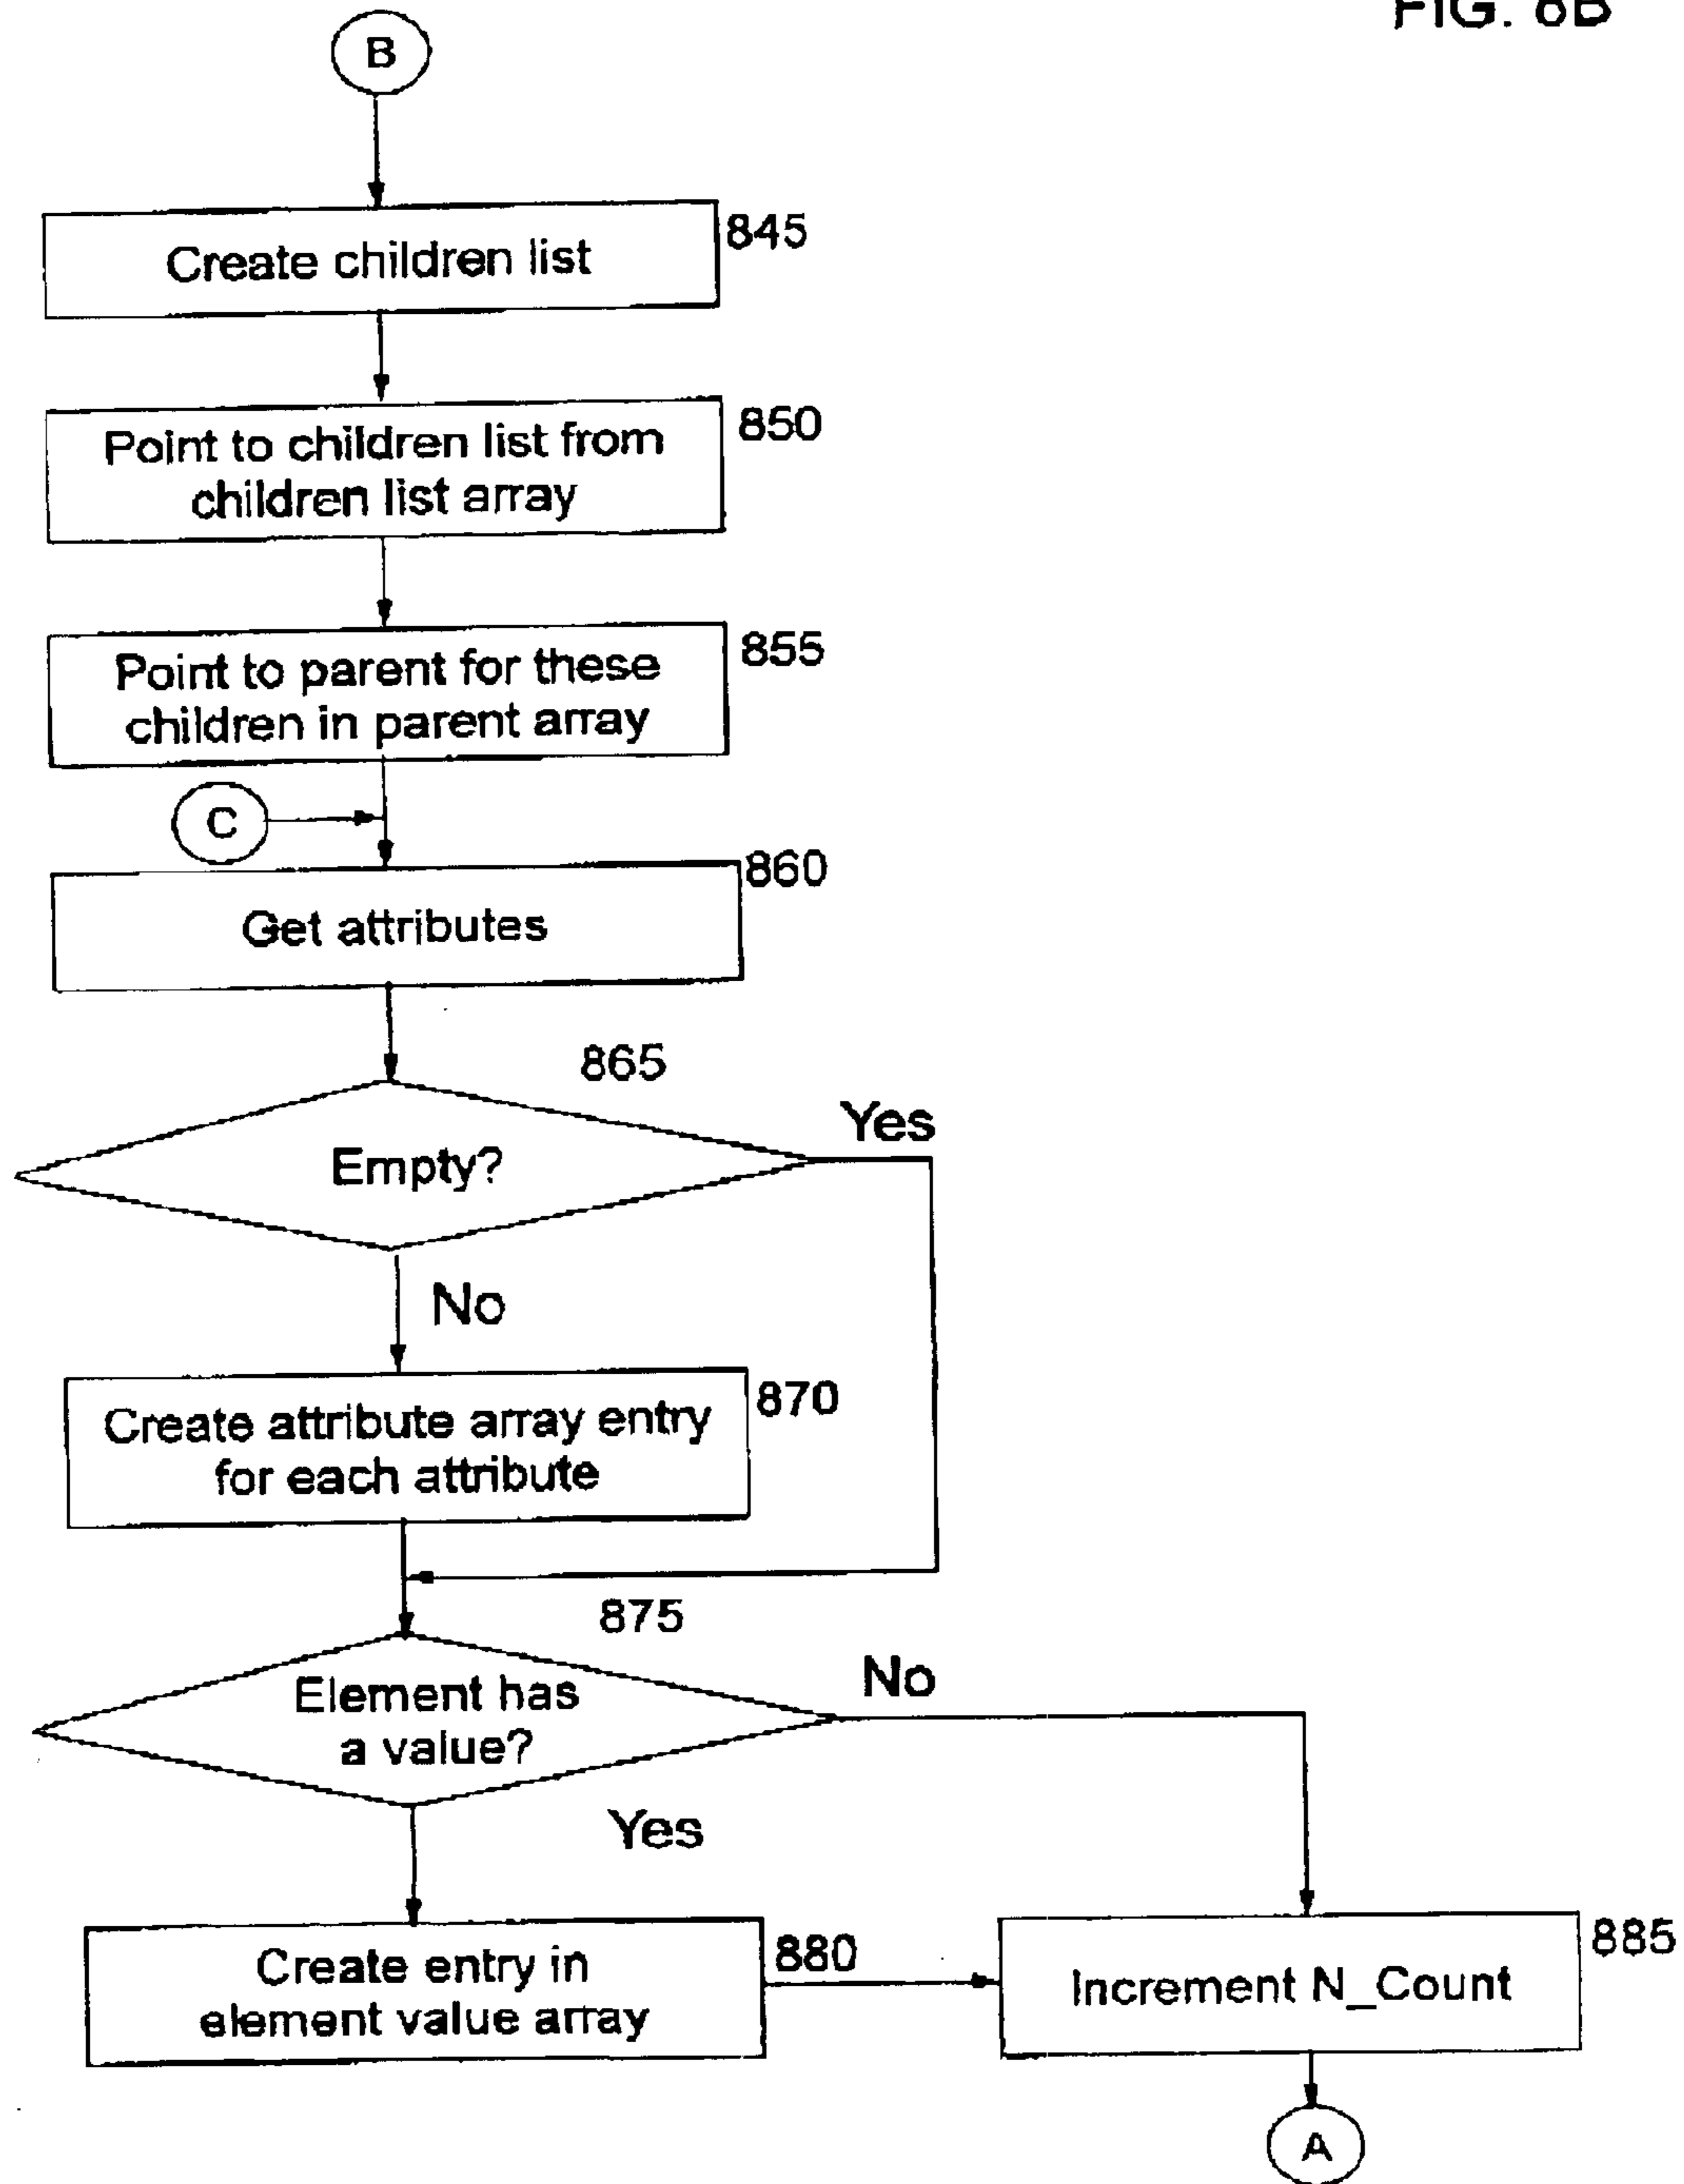 FIG. 8B
B
Create children list
845
Point to children list from
children list array
850
Point to parent for these
children in parent array
855
C
860
Get attributes
865
Empty?
Yes
No
Create attribute array entry
for each attribute
870
875
Element has
a value?
No
Yes
Create entry in
element value array
880
Increment N_Count
885
A